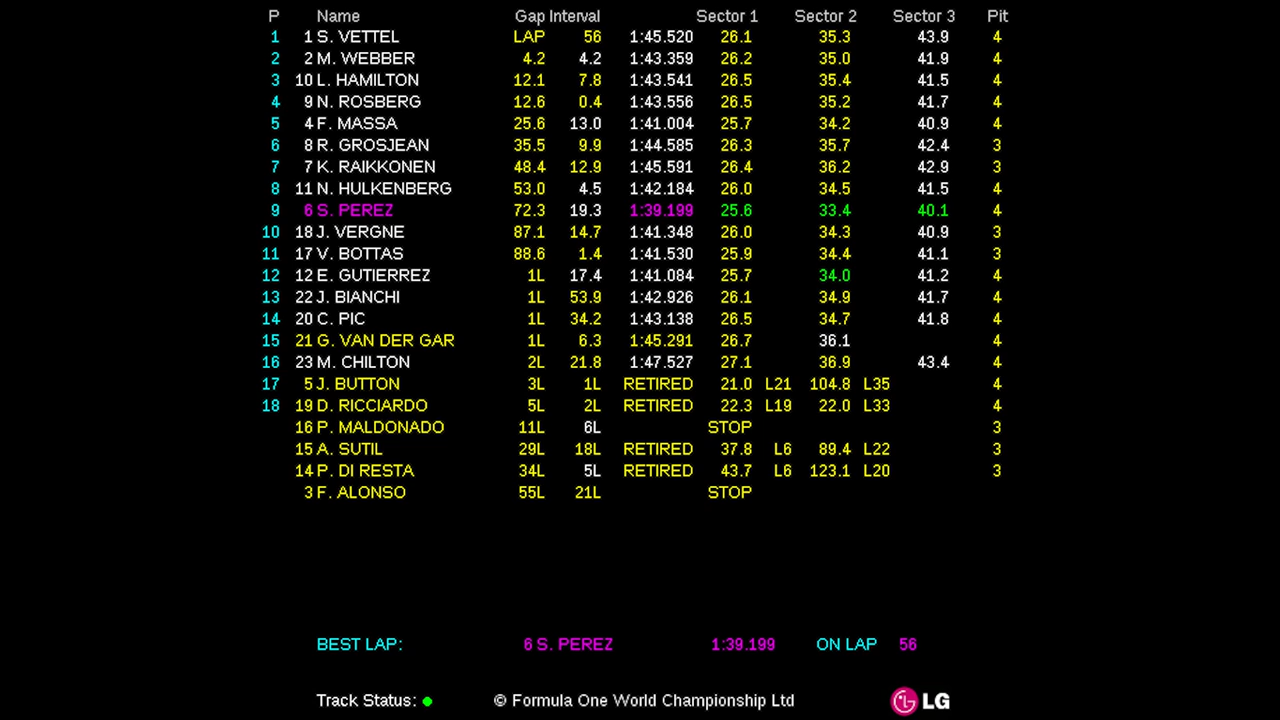 P Name Gap Interval Sector 1 Sector 2 Sector 3 Pit
1 1 S. VETTEL LAP 56 1:45.520 26.1 35.3 43.9 4
2 2 M. WEBBER 4.2 4.2 1:43.359 26.2 35.0 41.9 4
3 10 L. HAMILTON 12.1 7.8 1:43.541 26.5 35.4 41.5 4
4 9 N. ROSBERG 12.6 0.4 1:43.556 26.5 35.2 41.7 4
5 4 F. MASSA 25.6 13.0 1:41.004 25.7 34.2 40.9 4
6 8 R. GROSJEAN 35.5 9.9 1:44.585 26.3 35.7 42.4 3
7 7 K. RAIKKONEN 48.4 12.9 1:45.591 26.4 36.2 42.9 3
8 11 N. HULKENBERG 53.0 4.5 1:42.184 26.0 34.5 41.5 4
9 6 S. PEREZ 72.3 19.3 1:39.199 25.6 33.4 40.1 4
10 18 J. VERGNE 87.1 14.7 1:41.348 26.0 34.3 40.9 3
11 17 V. BOTTAS 88.6 1.4 1:41.530 25.9 34.4 41.1 3
12 12 E. GUTIERREZ 1L 17.4 1:41.084 25.7 34.0 41.2 4
13 22 J. BIANCHI 1L 53.9 1:42.926 26.1 34.9 41.7 4
14 20 C. PIC 1L 34.2 1:43.138 26.5 34.7 41.8 4
15 21 G. VAN DER GAR 1L 6.3 1:45.291 26.7 36.1 4
16 23 M. CHILTON 2L 21.8 1:47.527 27.1 36.9 43.4 4
17 5 J. BUTTON 3L 1L RETIRED 21.0 L21 104.8 L35 4
18 19 D. RICCIARDO 5L 2L RETIRED 22.3 L19 22.0 L33 4
16 P. MALDONADO 11L 6L STOP 3
15 A. SUTIL 29L 18L RETIRED 37.8 L6 89.4 L22 3
14 P. DI RESTA 34L 5L RETIRED 43.7 L6 123.1 L20 3
3 F. ALONSO 55L 21L STOP
BEST LAP: 6 S. PEREZ 1:39.199 ON LAP 56
Track Status: © Formula One World Championship Ltd LG